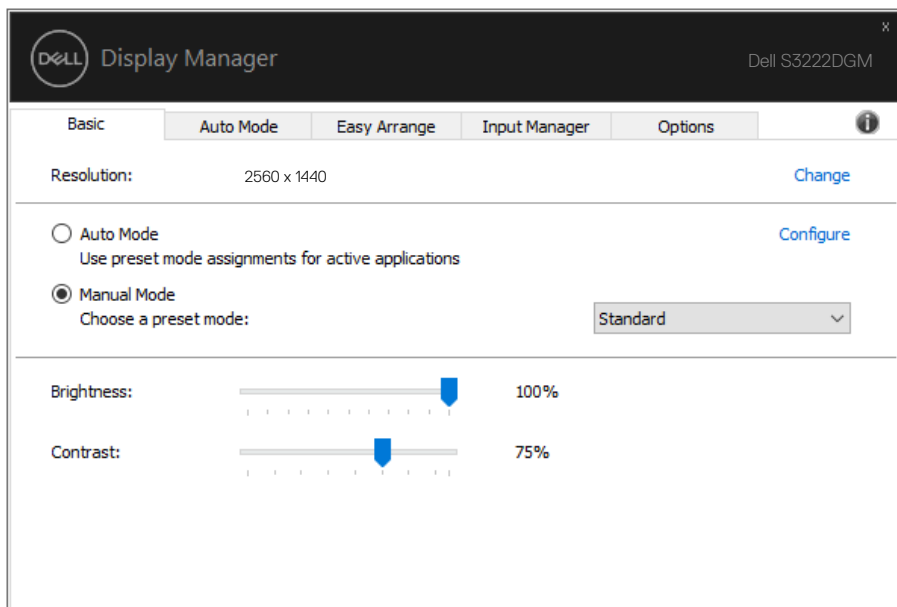 x
DELL Display Manager
Dell S3222DGM
Basic Auto Mode Easy Arrange Input Manager Options i
Resolution: 2560 x 1440 Change
Auto Mode Configure
Use preset mode assignments for active applications
Manual Mode
Choose a preset mode: Standard
Brightness: 100%
Contrast: 75%